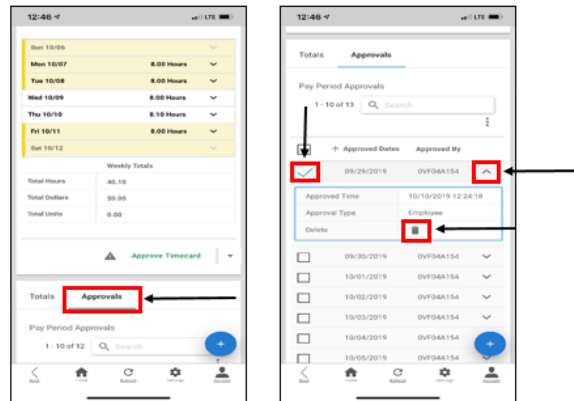 12:46
LTE
Sun 10/06
Mon 10/07 8.00 Hours
Tue 10/08 8.00 Hours
Wed 10/09 8.00 Hours
Thu 10/10 8.10 Hours
Fri 10/11 8.00 Hours
Sat 10/12
Weekly Totals
Total Hours 40.10
Total Dollars $0.00
Total Units 0.00
Approve Timecard
Totals Approvals
Pay Period Approvals
1 - 10 of 12 Search
+
Back Home Refresh Settings Account
12:46
LTE
Totals Approvals
Pay Period Approvals
1 - 10 of 13 Search
Approved Dates Approved By
09/29/2019 0VF04A154
Approved Time 10/10/2019 12:24:18
Approval Type Employee
Delete
09/30/2019 0VF04A154
10/01/2019 0VF04A154
10/02/2019 0VF04A154
10/03/2019 0VF04A154
10/04/2019 0VF04A154
10/05/2019 0VF04A154
+
Back Home Refresh Settings Account